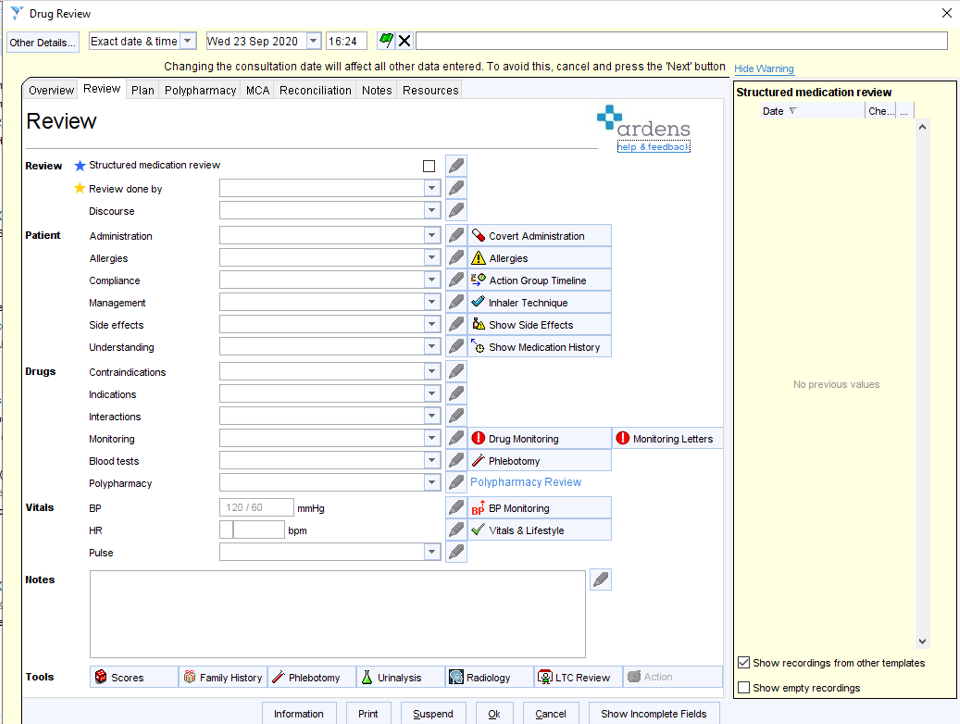 Drug Review
Other Details... Exact date & time Wed 23 Sep 2020 16:24
Changing the consultation date will affect all other data entered. To avoid this, cancel and press the 'Next' button Hide Warning
Overview Review Plan Polypharmacy MCA Reconciliation Notes Resources
Review
ardens
help & feedback
Review Structured medication review
Review done by
Discourse
Patient Administration Covert Administration
Allergies Allergies
Compliance Action Group Timeline
Management Inhaler Technique
Side effects Show Side Effects
Understanding Show Medication History
Drugs Contraindications
Indications
Interactions
Monitoring Drug Monitoring Monitoring Letters
Blood tests Phlebotomy
Polypharmacy Polypharmacy Review
Vitals BP 120 / 60 mmHg BP BP Monitoring
HR bpm Vitals & Lifestyle
Pulse
Notes
Tools Scores Family History Phlebotomy Urinalysis Radiology LTC Review Action
Information Print Suspend Ok Cancel Show Incomplete Fields
Structured medication review
Date Che... ...
No previous values
Show recordings from other templates
Show empty recordings